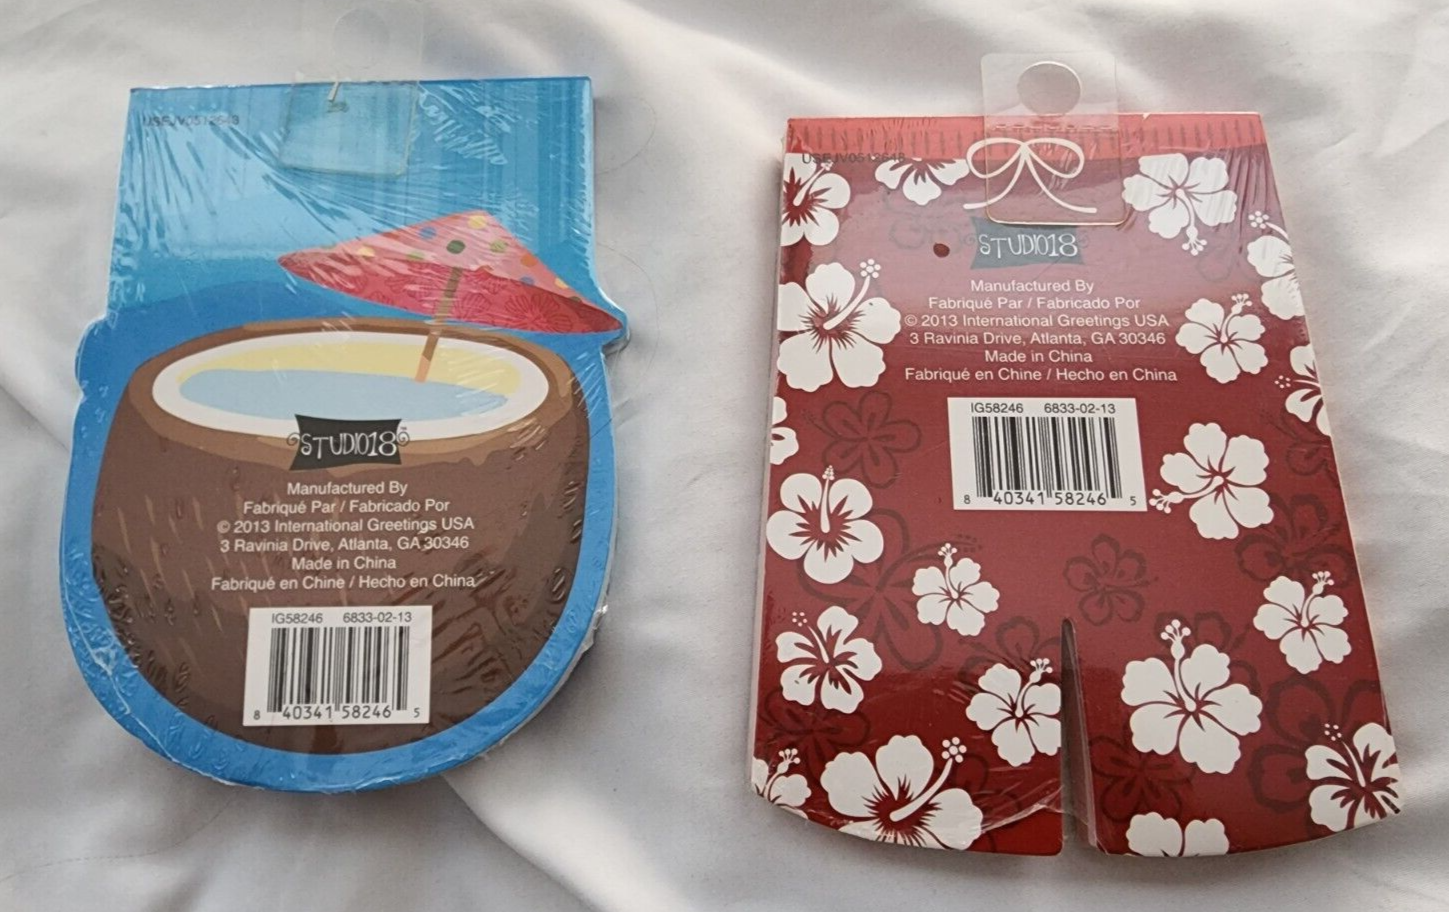 USEJV0512648
STUDIO18
Manufactured By
Fabriqué Par / Fabricado Por
© 2013 International Greetings USA
3 Ravinia Drive, Atlanta, GA 30346
Made in China
Fabriqué en Chine / Hecho en China
IG58246 6833-02-13
8 40341 58246 5
USEJV0512648
STUDIO18
Manufactured By
Fabriqué Par / Fabricado Por
© 2013 International Greetings USA
3 Ravinia Drive, Atlanta, GA 30346
Made in China
Fabriqué en Chine / Hecho en China
IG58246 6833-02-13
8 40341 58246 5